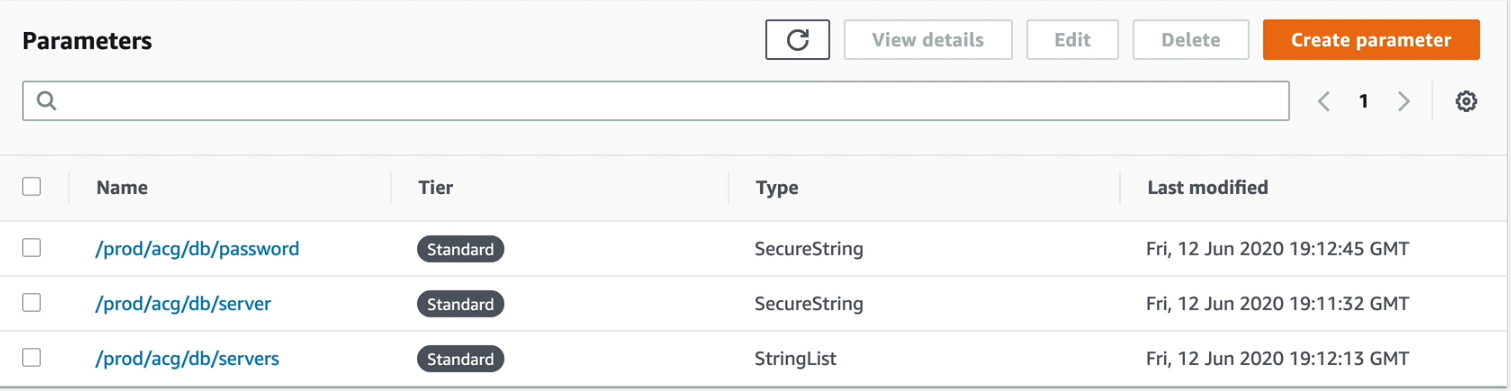 Parameters View details Edit Delete Create parameter
1
Name Tier Type Last modified
/prod/acg/db/password Standard SecureString Fri, 12 Jun 2020 19:12:45 GMT
/prod/acg/db/server Standard SecureString Fri, 12 Jun 2020 19:11:32 GMT
/prod/acg/db/servers Standard StringList Fri, 12 Jun 2020 19:12:13 GMT